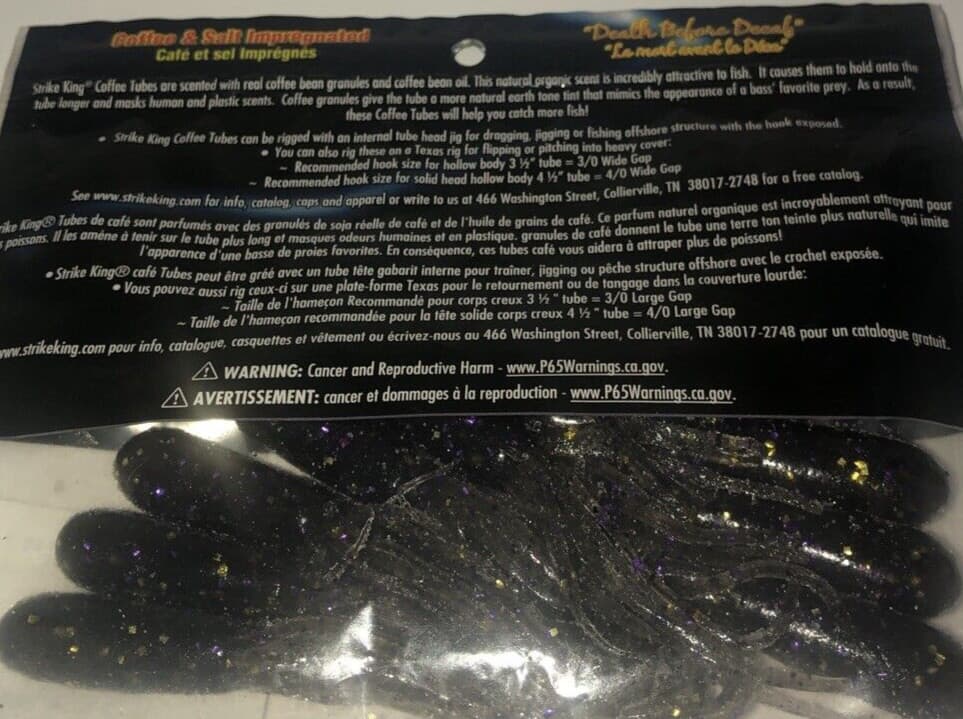 Coffee & Salt Impregnated
Café et sel Imprégnés
"Death Before Decaf"
"La mort avant la Déca"
Strike King® Coffee Tubes are scented with real coffee bean granules and coffee bean oil. This natural organic scent is incredibly attractive to fish. It causes them to hold onto the
tube longer and masks human and plastic scents. Coffee granules give the tube a more natural earth tone tint that mimics the appearance of a bass' favorite prey. As a result,
these Coffee Tubes will help you catch more fish!
• Strike King Coffee Tubes can be rigged with an internal tube head jig for dragging, jigging or fishing offshore structure with the hook exposed.
• You can also rig these on a Texas rig for flipping or pitching into heavy cover:
~ Recommended hook size for hollow body 3 ½" tube = 3/0 Wide Gap
~ Recommended hook size for solid head hollow body 4 ½" tube = 4/0 Wide Gap
See www.strikeking.com for info, catalog, caps and apparel or write to us at 466 Washington Street, Collierville, TN 38017-2748 for a free catalog.
rike King® Tubes de café sont parfumés avec des granulés de soja réelle de café et de l'huile de grains de café. Ce parfum naturel organique est incroyablement attrayant pour
poissons. Il les amène à tenir sur le tube plus long et masques odeurs humaines et en plastique. granules de café donnent le tube une terre ton teinte plus naturelle qui imite
l'apparence d'une basse de proies favorites. En conséquence, ces tubes café vous aidera à attraper plus de poissons!
• Strike King® café Tubes peut être gréé avec un tube tête gabarit interne pour traîner, jigging ou pêche structure offshore avec le crochet exposée.
• Vous pouvez aussi rig ceux-ci sur une plate-forme Texas pour le retournement ou de tangage dans la couverture lourde:
~ Taille de l'hameçon Recommandé pour corps creux 3 ½ " tube = 3/0 Large Gap
~ Taille de l'hameçon recommandée pour la tête solide corps creux 4 ½ " tube = 4/0 Large Gap
www.strikeking.com pour info, catalogue, casquettes et vêtement ou écrivez-nous au 466 Washington Street, Collierville, TN 38017-2748 pour un catalogue gratuit.
WARNING: Cancer and Reproductive Harm - www.P65Warnings.ca.gov.
AVERTISSEMENT: cancer et dommages à la reproduction - www.P65Warnings.ca.gov.